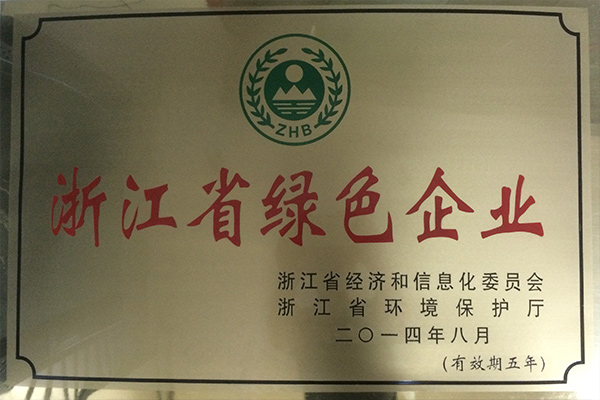 ZHB
浙江省绿色企业
浙江省经济和信息化委员会
浙江省环境保护厅
二〇一四年八月
(有效期五年)